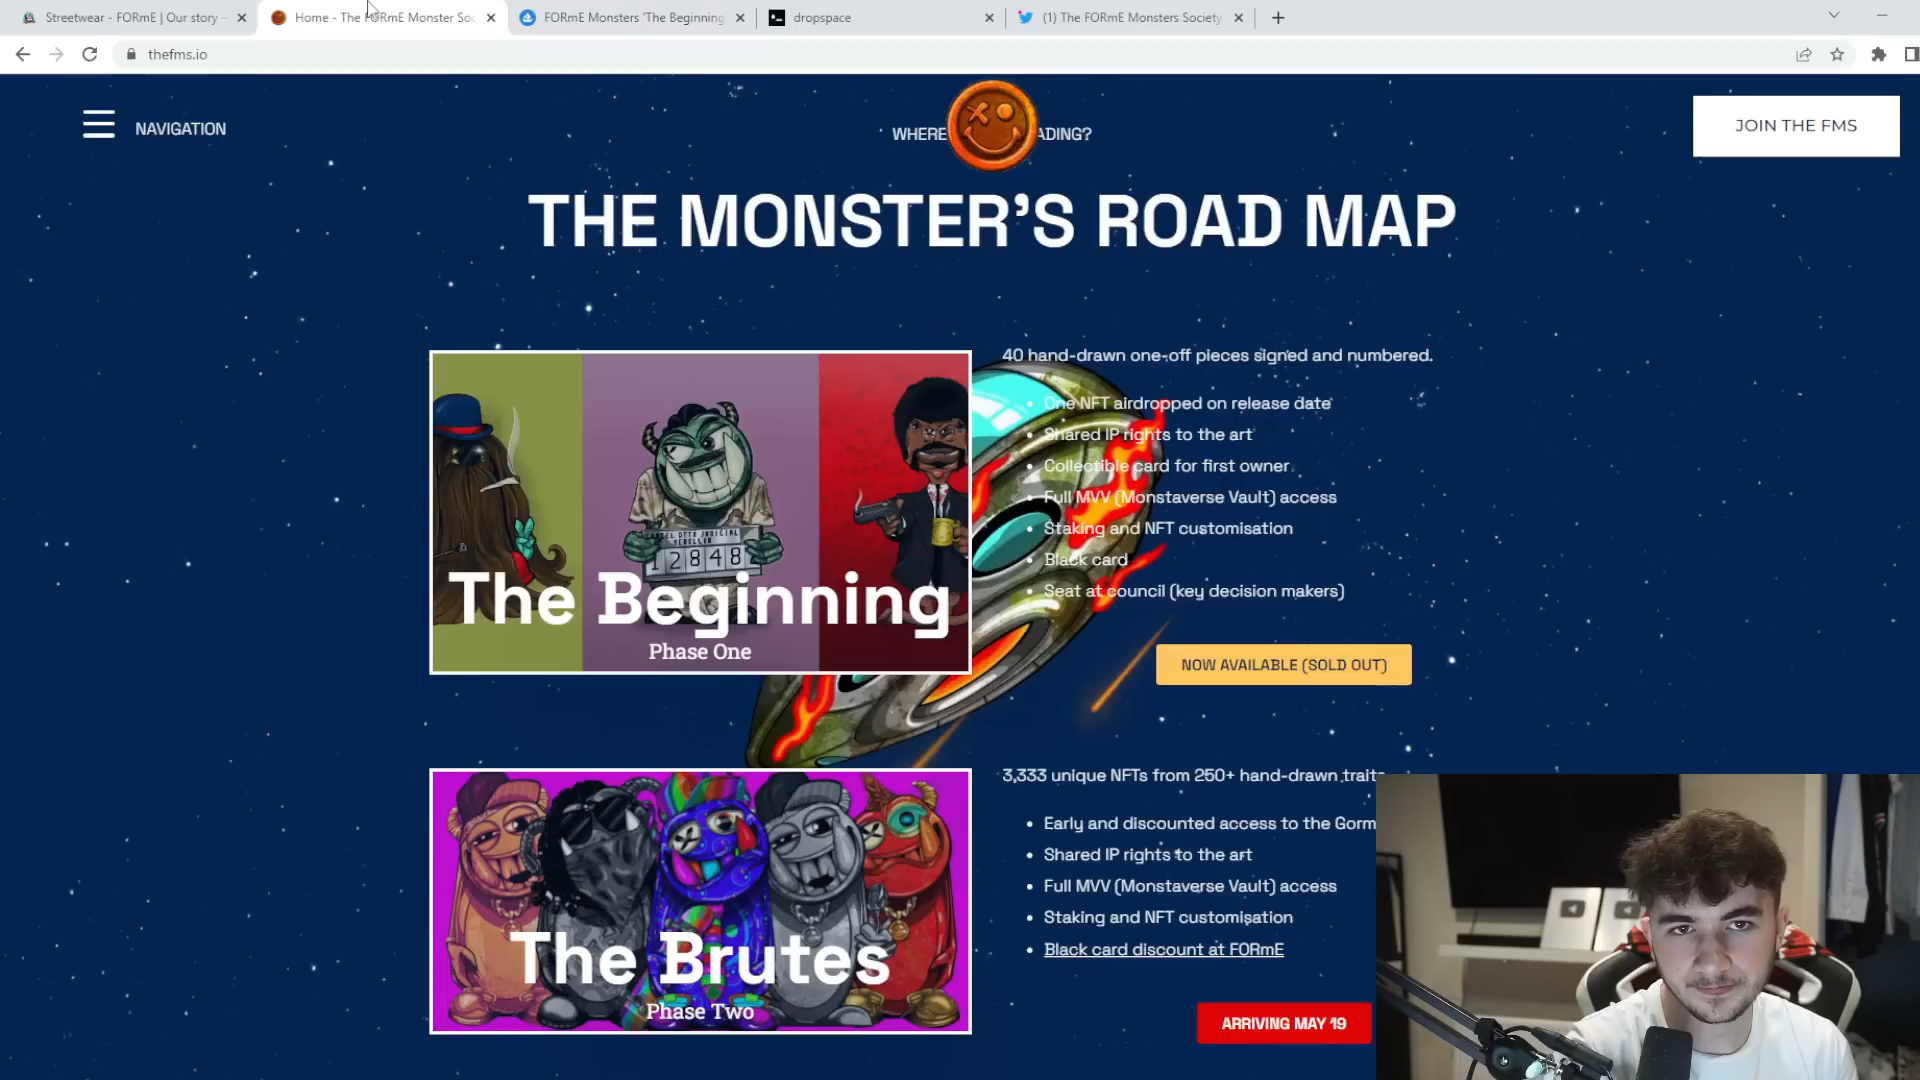 Streetwear - FORmE | Our story -
Home - The FORmE Monster Soc
FORmE Monsters 'The Beginning
dropspace
(1) The FORmE Monsters Society
thefms.io
NAVIGATION
WHERE
ADING?
JOIN THE FMS
THE MONSTER'S ROAD MAP
40 hand-drawn one-off pieces signed and numbered.
• One NFT airdropped on release date
• Shared IP rights to the art
• Collectible card for first owner
• Full MVV (Monstaverse Vault) access
• Staking and NFT customisation
• Black card
• Seat at council (key decision makers)
12848
The Beginning
Phase One
NOW AVAILABLE (SOLD OUT)
3,333 unique NFTs from 250+ hand-drawn traits
• Early and discounted access to the Gorm
• Shared IP rights to the art
• Full MVV (Monstaverse Vault) access
• Staking and NFT customisation
• Black card discount at FORmE
The Brutes
Phase Two
ARRIVING MAY 19